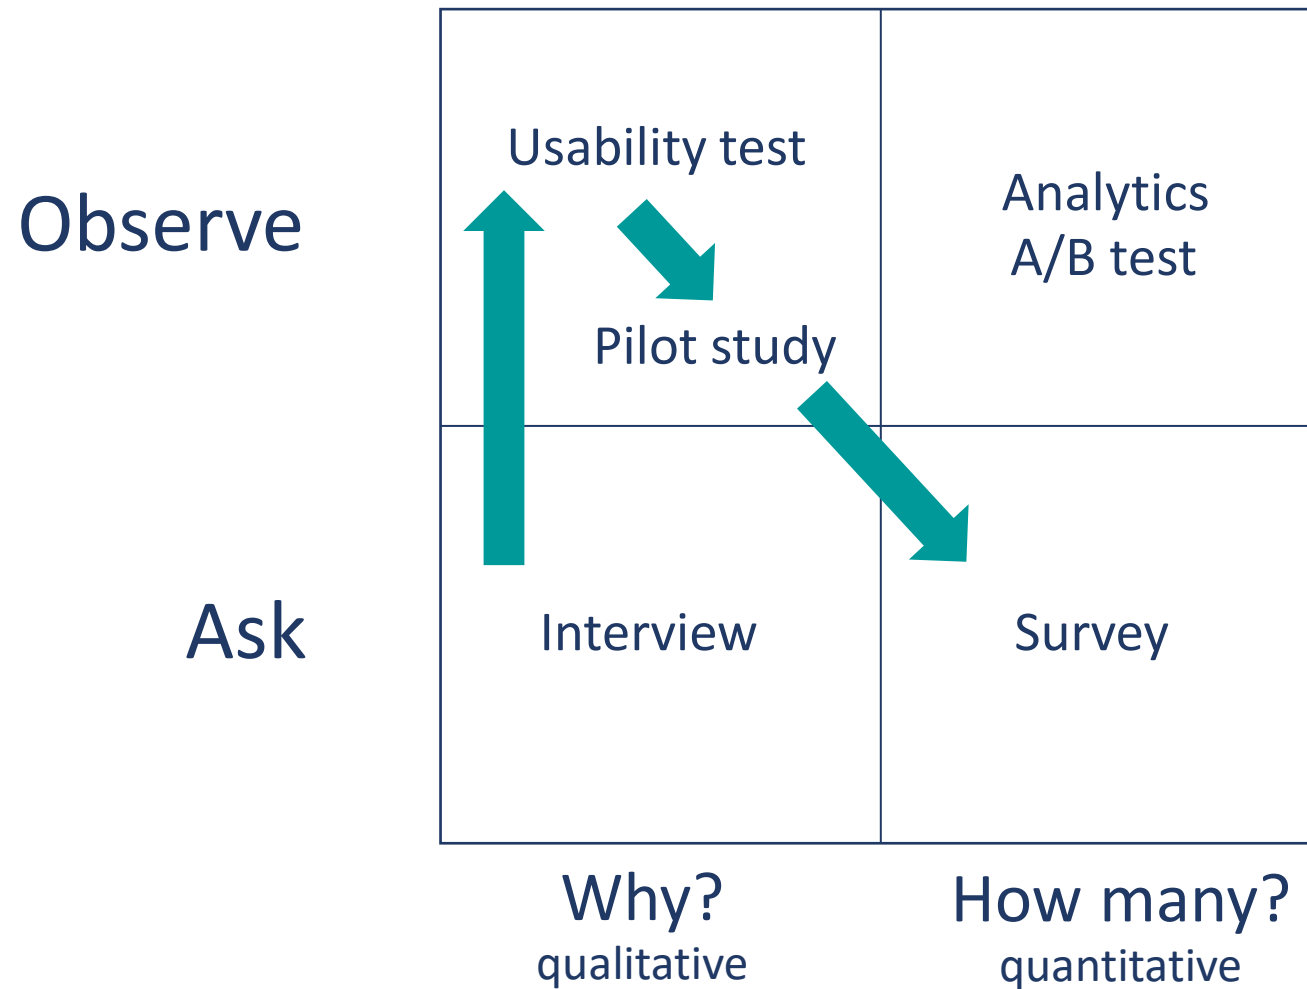 Observe
Usability test
Pilot study
Analytics
A/B test
Ask
Interview
Survey
Why?
qualitative
How many?
quantitative